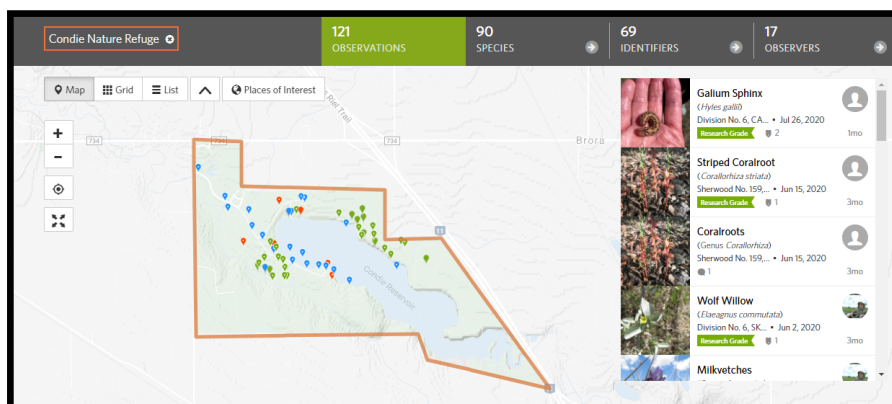 Condie Nature Refuge
121
OBSERVATIONS
90
SPECIES
69
IDENTIFIERS
17
OBSERVERS
Map
Grid
List
Places of Interest
Riel Trail
734
734
Brora
11
Condie Reservoir
Galium Sphinx
(Hyles gallii)
Division No. 6, CA... • Jul 26, 2020
Research Grade 2
1mo
Striped Coralroot
(Corallorhiza striata)
Sherwood No. 159,... • Jun 15, 2020
Research Grade 1
3mo
Coralroots
(Genus Corallorhiza)
Sherwood No. 159,... • Jun 15, 2020
1
3mo
Wolf Willow
(Elaeagnus commutata)
Division No. 6, SK... • Jun 2, 2020
Research Grade 1
3mo
Milkvetches